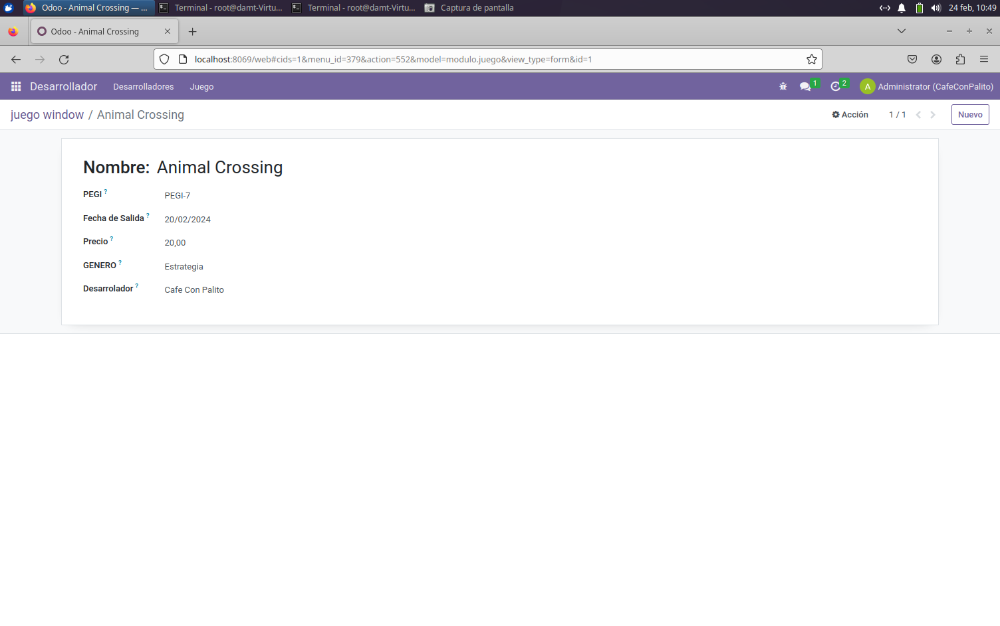 Odoo - Animal Crossing — ... Terminal - root@damt-Virtu... Terminal - root@damt-Virtu... Captura de pantalla 24 feb, 10:49
Odoo - Animal Crossing
localhost:8069/web#cids=1&menu_id=379&action=552&model=modulo.juego&view_type=form&id=1
Desarrollador Desarrolladores Juego 1 2 A Administrator (CafeConPalito)
juego window / Animal Crossing Acción 1 / 1 Nuevo
Nombre: Animal Crossing
PEGI ? PEGI-7
Fecha de Salida ? 20/02/2024
Precio ? 20,00
GENERO ? Estrategia
Desarrolador ? Cafe Con Palito